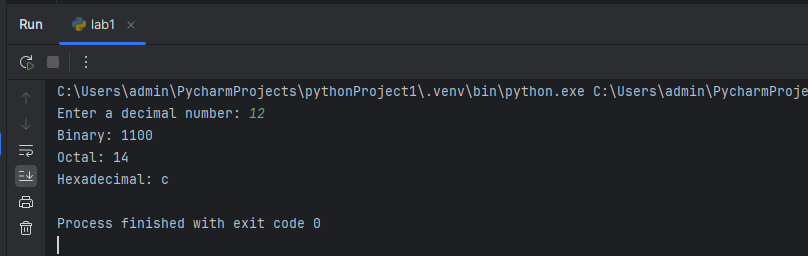 Run lab1
C:\Users\admin\PycharmProjects\pythonProject1\.venv\bin\python.exe C:\Users\admin\PycharmProje
Enter a decimal number: 12
Binary: 1100
Octal: 14
Hexadecimal: c
Process finished with exit code 0